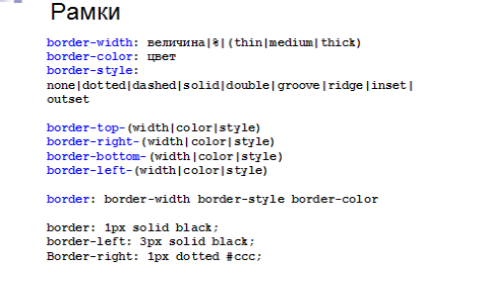 Рамки
border-width: величина|%|(thin|medium|thick)
border-color: цвет
border-style:
none|dotted|dashed|solid|double|groove|ridge|inset|
outset
border-top-(width|color|style)
border-right-(width|color|style)
border-bottom-(width|color|style)
border-left-(width|color|style)
border: border-width border-style border-color
border: 1px solid black;
border-left: 3px solid black;
Border-right: 1px dotted #ccc;